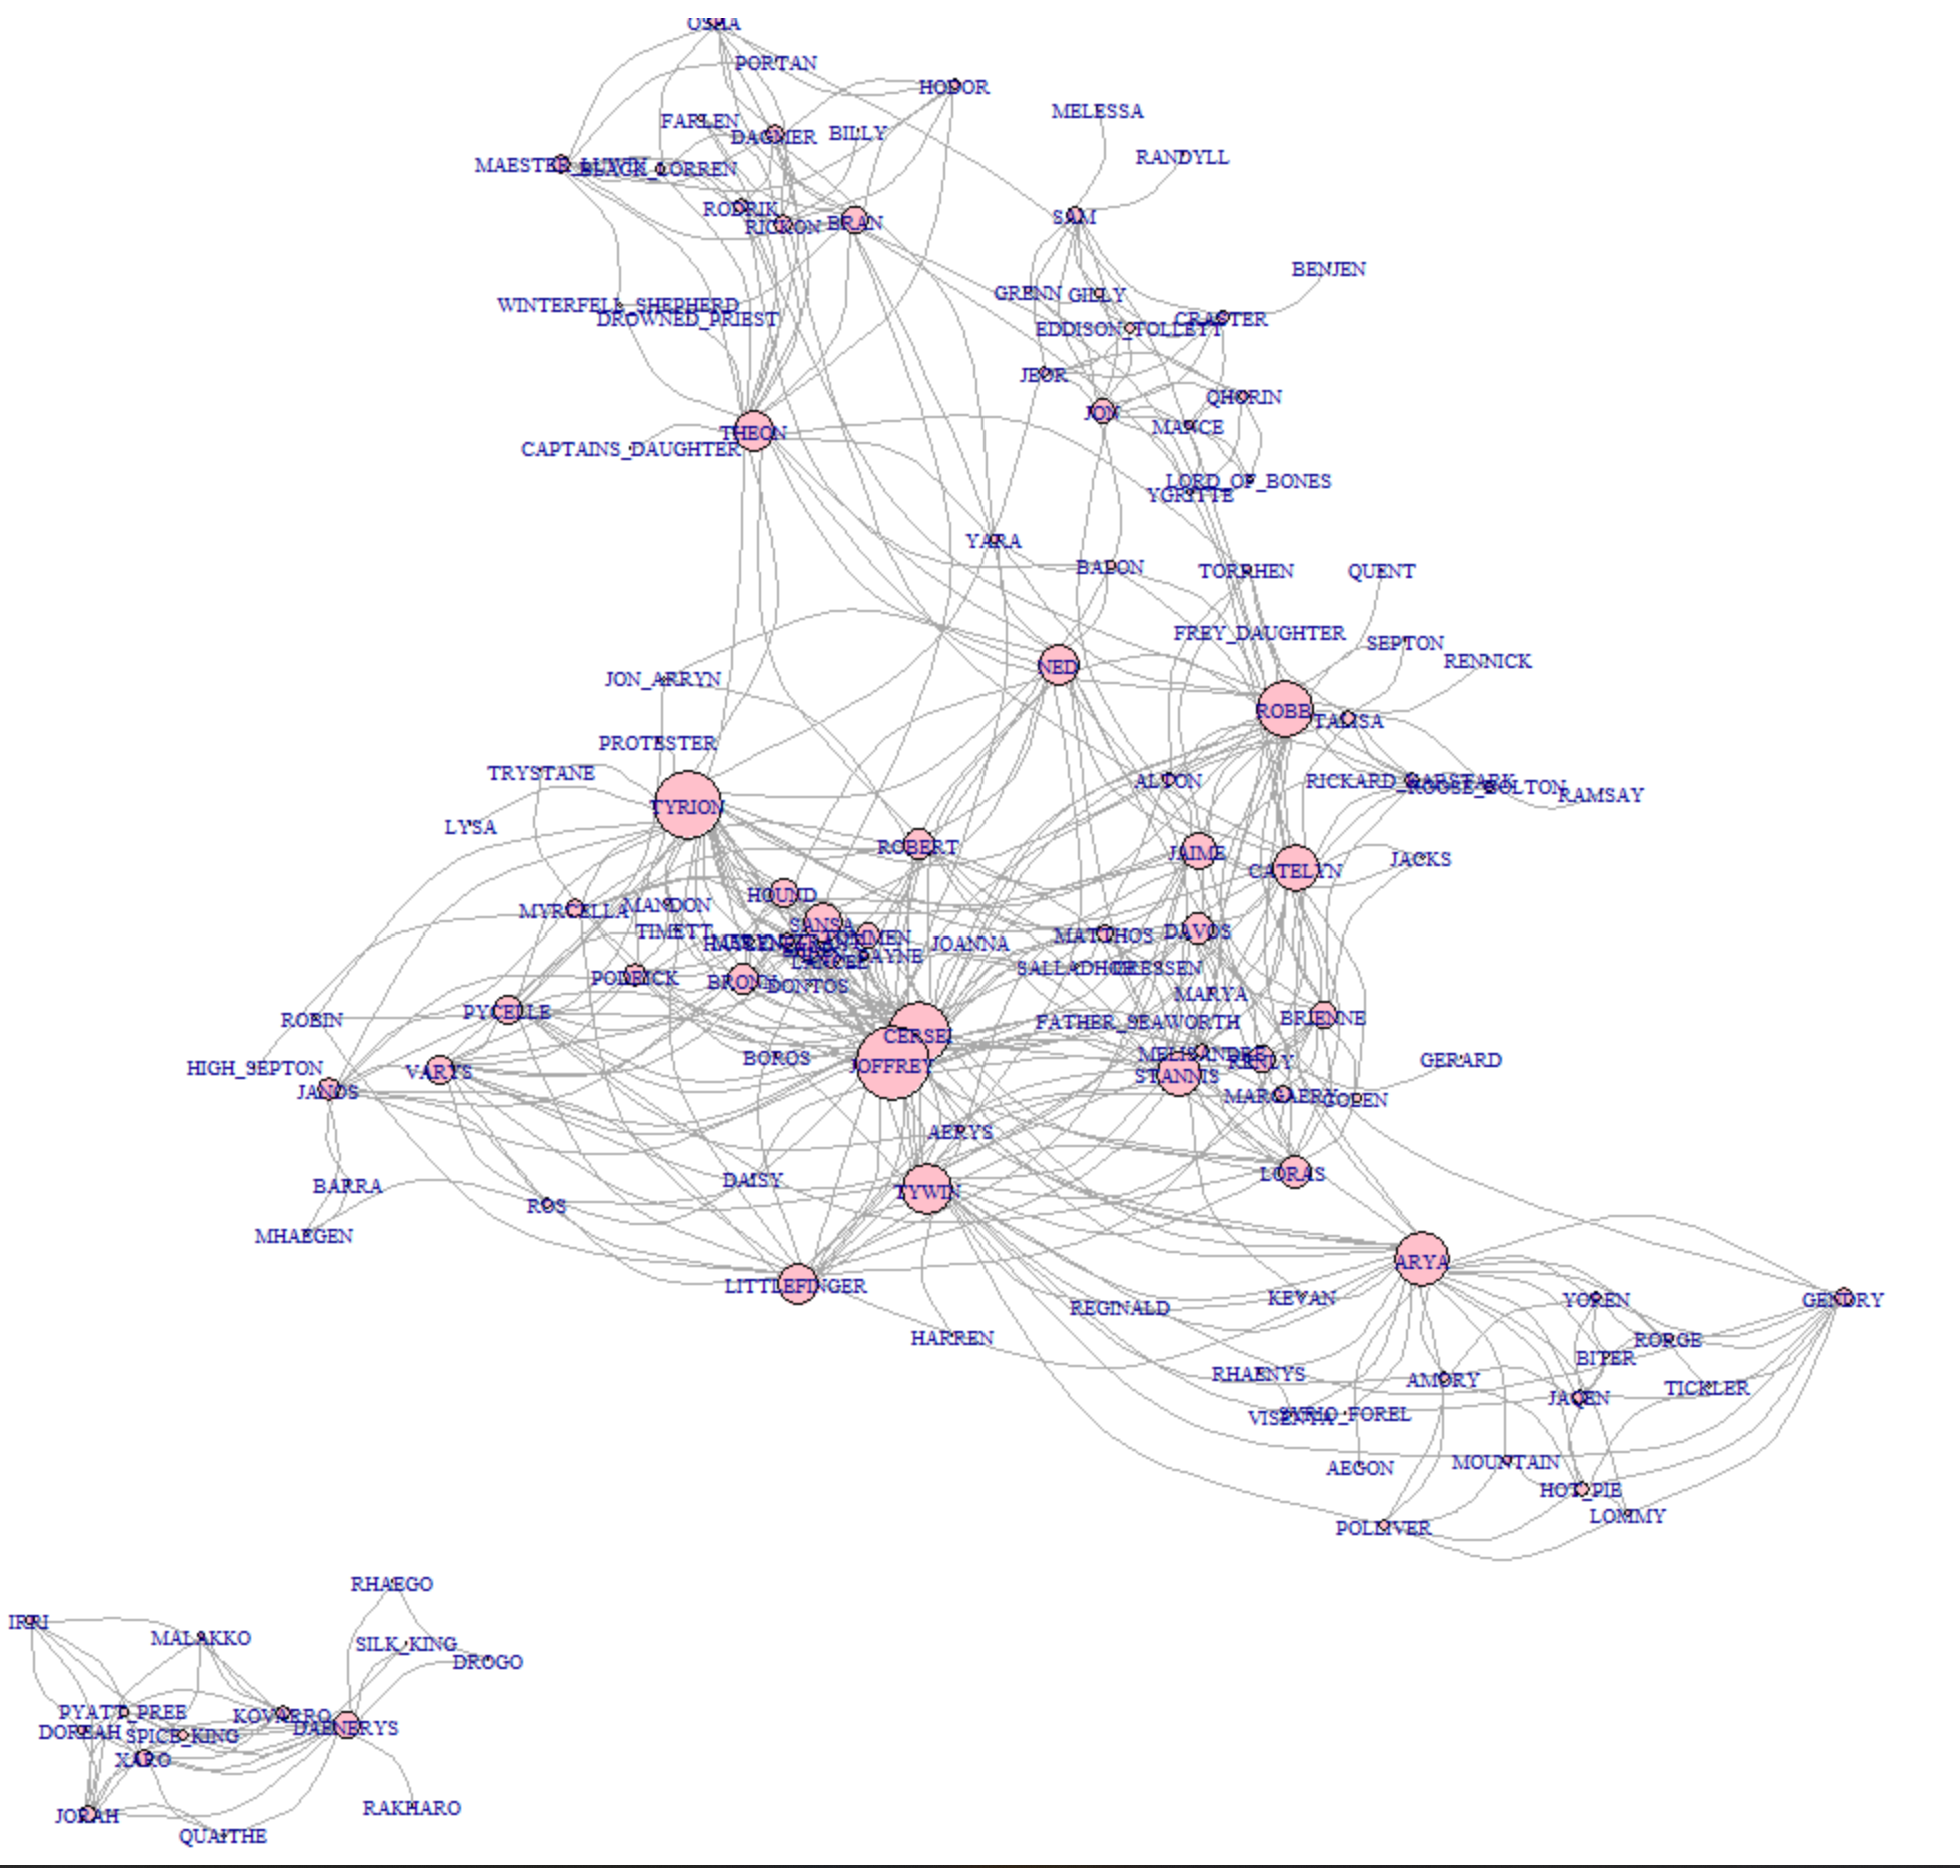 OSHA
PORTAN
HODOR
MELESSA
FARLEN
DAGMER
BILLY
RANDYLL
MAESTER_LUWIN
BLACK_LORREN
RODRIK
RICKON
BRAN
SAM
BENJEN
GRENN
GILLY
WINTERFELL_SHEPHERD
DROWNED_PRIEST
CRASTER
EDDISON_TOLLETT
JEOR
QHORIN
JON
MANCE
THEON
CAPTAINS_DAUGHTER
LORD_OF_BONES
YGRITTE
YARA
BALON
TORRHEN
QUENT
FREY_DAUGHTER
SEPTON
RENNICK
NED
JON_ARRYN
ROBB
TALISA
PROTESTER
TRYSTANE
ALTON
RICKARD_KARSTARK
ROOSE_BOLTON
RAMSAY
TYRION
LYSA
ROBERT
JAIME
JACKS
CATELYN
HOUND
MYRCELLA
MANDON
SANSA
TIMETT
TOMMEN
JOANNA
MATTHOS
DAVOS
PAYNE
LANCEL
SALLADHOR
CRESSEN
PODRICK
BRONN
DONTOS
MARYA
PYCELLE
ROBIN
CERSEI
FATHER_SEAWORTH
BRIENNE
BOROS
MELISANDRE
RENLY
GERARD
HIGH_SEPTON
VARYS
JOFFREY
STANNIS
JANOS
MARGAERY
COLEN
AERYS
BARRA
DAISY
LORAS
ROS
TYWIN
MHAEGEN
ARYA
LITTLEFINGER
REGINALD
KEVAN
YOREN
GENDRY
HARREN
RORGE
BITER
RHAENYS
AMORY
JAQEN
TICKLER
VISENYA
SYRIO_FOREL
AEGON
MOUNTAIN
HOT_PIE
LOMMY
POLLIVER
RHAEGO
IRRI
MALAKKO
SILK_KING
DROGO
PYATT_PREE
KOVARRO
DOREAH
SPICE_KING
DAENERYS
XARO
RAKHARO
JORAH
QUAITHE